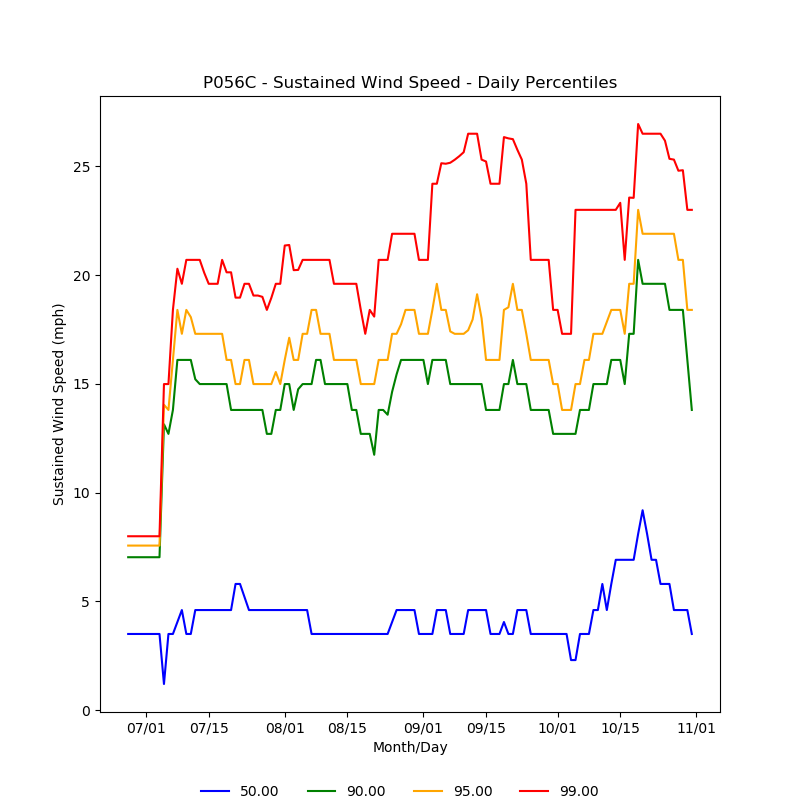 P056C - Sustained Wind Speed - Daily Percentiles
25
20
15
10
5
0
Sustained Wind Speed (mph)
07/01 07/15 08/01 08/15 09/01 09/15 10/01 10/15 11/01
Month/Day
50.00 90.00 95.00 99.00